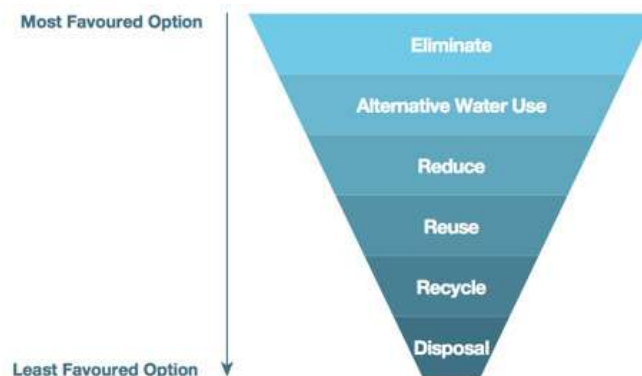 Most Favoured Option
Eliminate
Alternative Water Use
Reduce
Reuse
Recycle
Disposal
Least Favoured Option